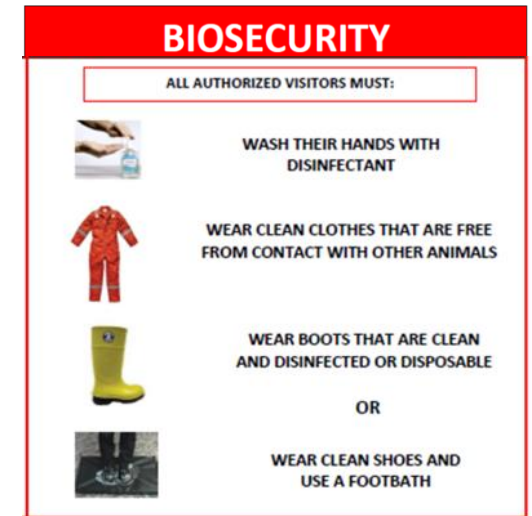 BIOSECURITY
ALL AUTHORIZED VISITORS MUST:
WASH THEIR HANDS WITH
DISINFECTANT
WEAR CLEAN CLOTHES THAT ARE FREE
FROM CONTACT WITH OTHER ANIMALS
WEAR BOOTS THAT ARE CLEAN
AND DISINFECTED OR DISPOSABLE
OR
WEAR CLEAN SHOES AND
USE A FOOTBATH